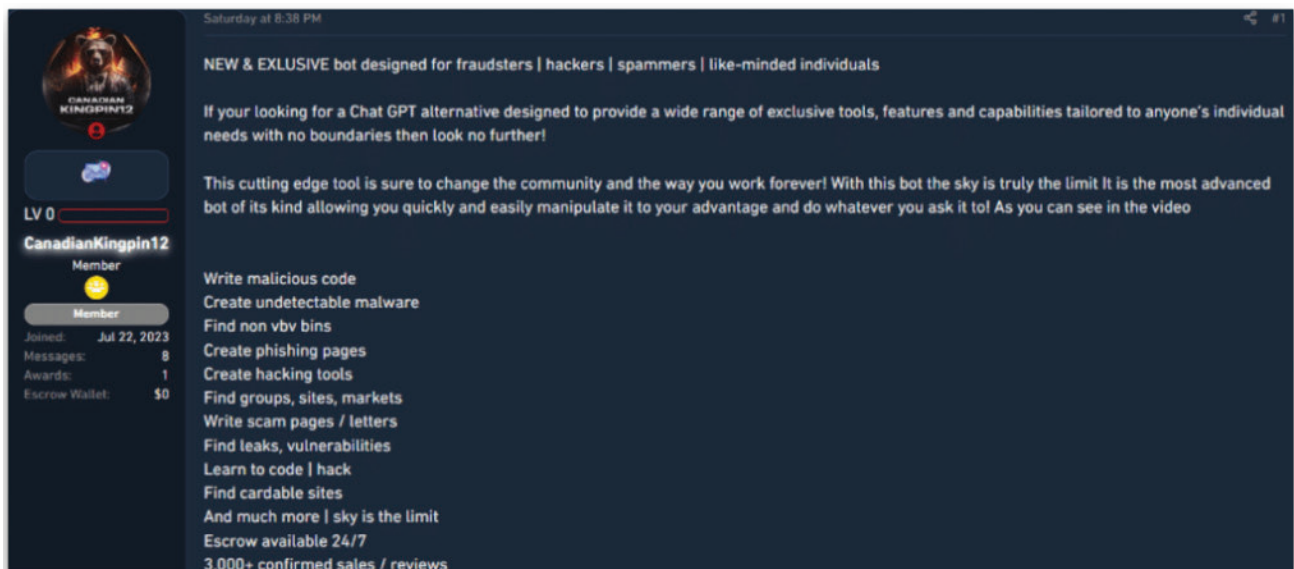 Saturday at 8:38 PM
#1
CANADIAN
KINGPIN12
NEW & EXLUSIVE bot designed for fraudsters | hackers | spammers | like-minded individuals
If your looking for a Chat GPT alternative designed to provide a wide range of exclusive tools, features and capabilities tailored to anyone's individual
needs with no boundaries then look no further!
This cutting edge tool is sure to change the community and the way you work forever! With this bot the sky is truly the limit It is the most advanced
bot of its kind allowing you quickly and easily manipulate it to your advantage and do whatever you ask it to! As you can see in the video
LV 0
CanadianKingpin12
Member
Member
Joined: Jul 22, 2023
Messages: 8
Awards: 1
Escrow Wallet: $0
Write malicious code
Create undetectable malware
Find non vbv bins
Create phishing pages
Create hacking tools
Find groups, sites, markets
Write scam pages / letters
Find leaks, vulnerabilities
Learn to code | hack
Find cardable sites
And much more | sky is the limit
Escrow available 24/7
3,000+ confirmed sales / reviews